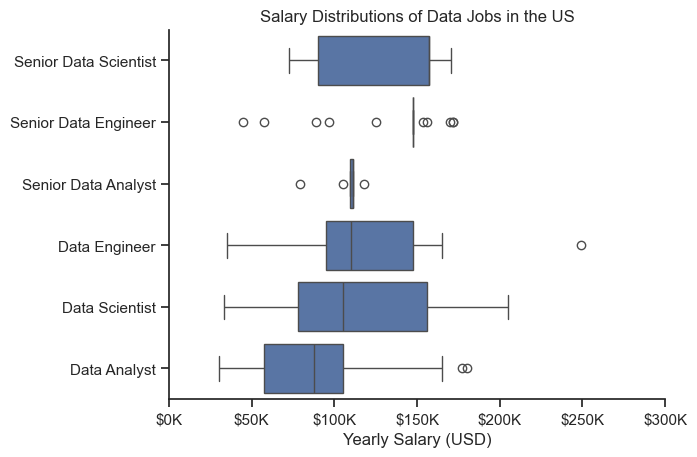 Salary Distributions of Data Jobs in the US
Senior Data Scientist
Senior Data Engineer
Senior Data Analyst
Data Engineer
Data Scientist
Data Analyst
$0K $50K $100K $150K $200K $250K $300K
Yearly Salary (USD)